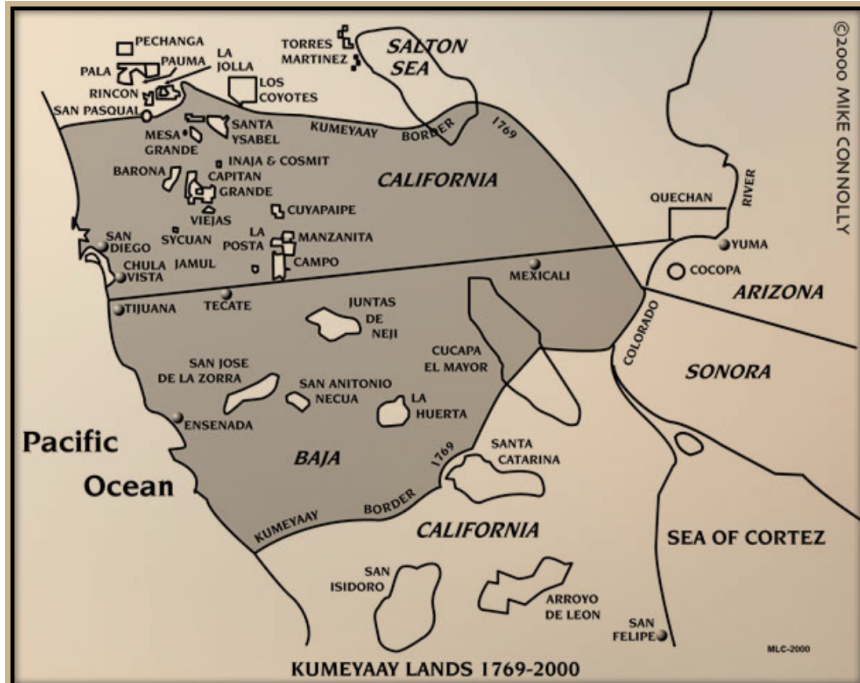 ©2000 MIKE CONNOLLY
PECHANGA
LA
JOLLA
PAUMA
PALA
RINCON
SAN PASQUAL
LOS
COYOTES
TORRES
MARTINEZ
SALTON
SEA
KUMEYAAY BORDER 1769
MESA
GRANDE
SANTA
YSABEL
INAJA & COSMIT
BARONA
CAPITAN
GRANDE
CALIFORNIA
VIEJAS
CUYAPAIPE
QUECHAN
RIVER
SAN
DIEGO
SYCUAN
LA
POSTA
MANZANITA
YUMA
CHULA
VISTA
JAMUL
CAMPO
MEXICALI
COCOPA
ARIZONA
TIJUANA
TECATE
JUNTAS
DE
NEJI
COLORADO
CUCAPA
EL MAYOR
SONORA
SAN JOSE
DE LA ZORRA
SAN ANITONIO
NECUA
LA
HUERTA
ENSENADA
Pacific
Ocean
BAJA
SANTA
CATARINA
KUMEYAAY BORDER 1769
CALIFORNIA
SEA OF CORTEZ
SAN
ISIDORO
ARROYO
DE LEON
SAN
FELIPE
MLC-2000
KUMEYAAY LANDS 1769-2000